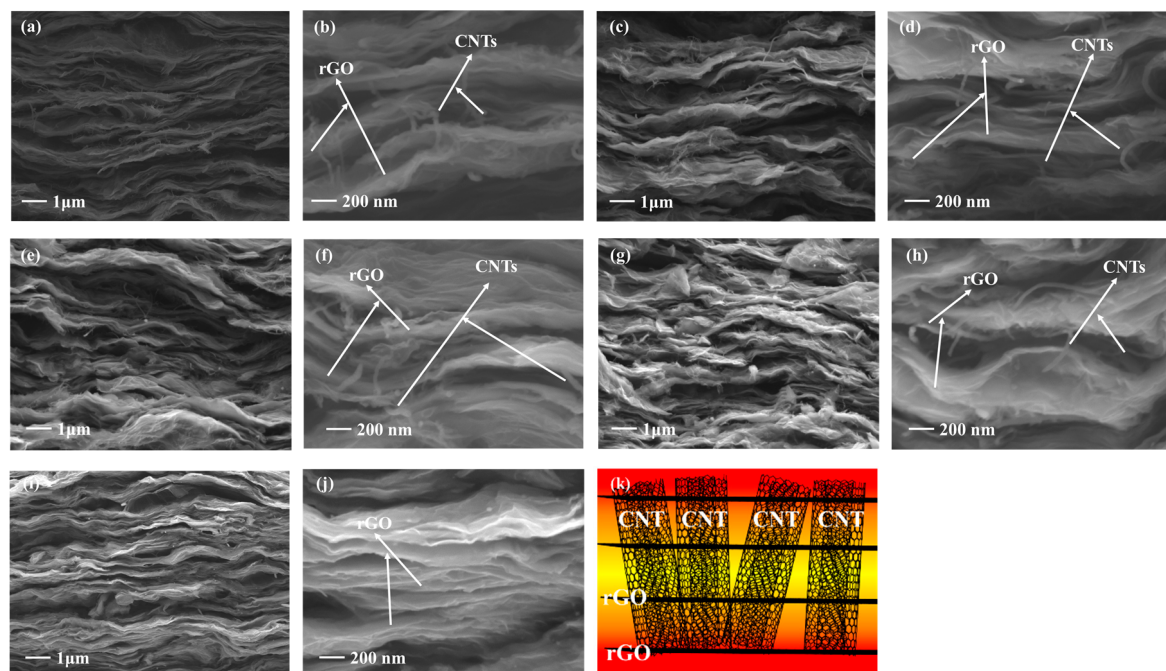 (a)
1μm
(b)
rGO
CNTs
200 nm
(c)
1μm
(d)
rGO
CNTs
200 nm
(e)
1μm
(f)
rGO
CNTs
200 nm
(g)
1μm
(h)
rGO
CNTs
200 nm
(i)
1μm
(j)
rGO
200 nm
(k)
CNT CNT CNT CNT
rGO
rGO